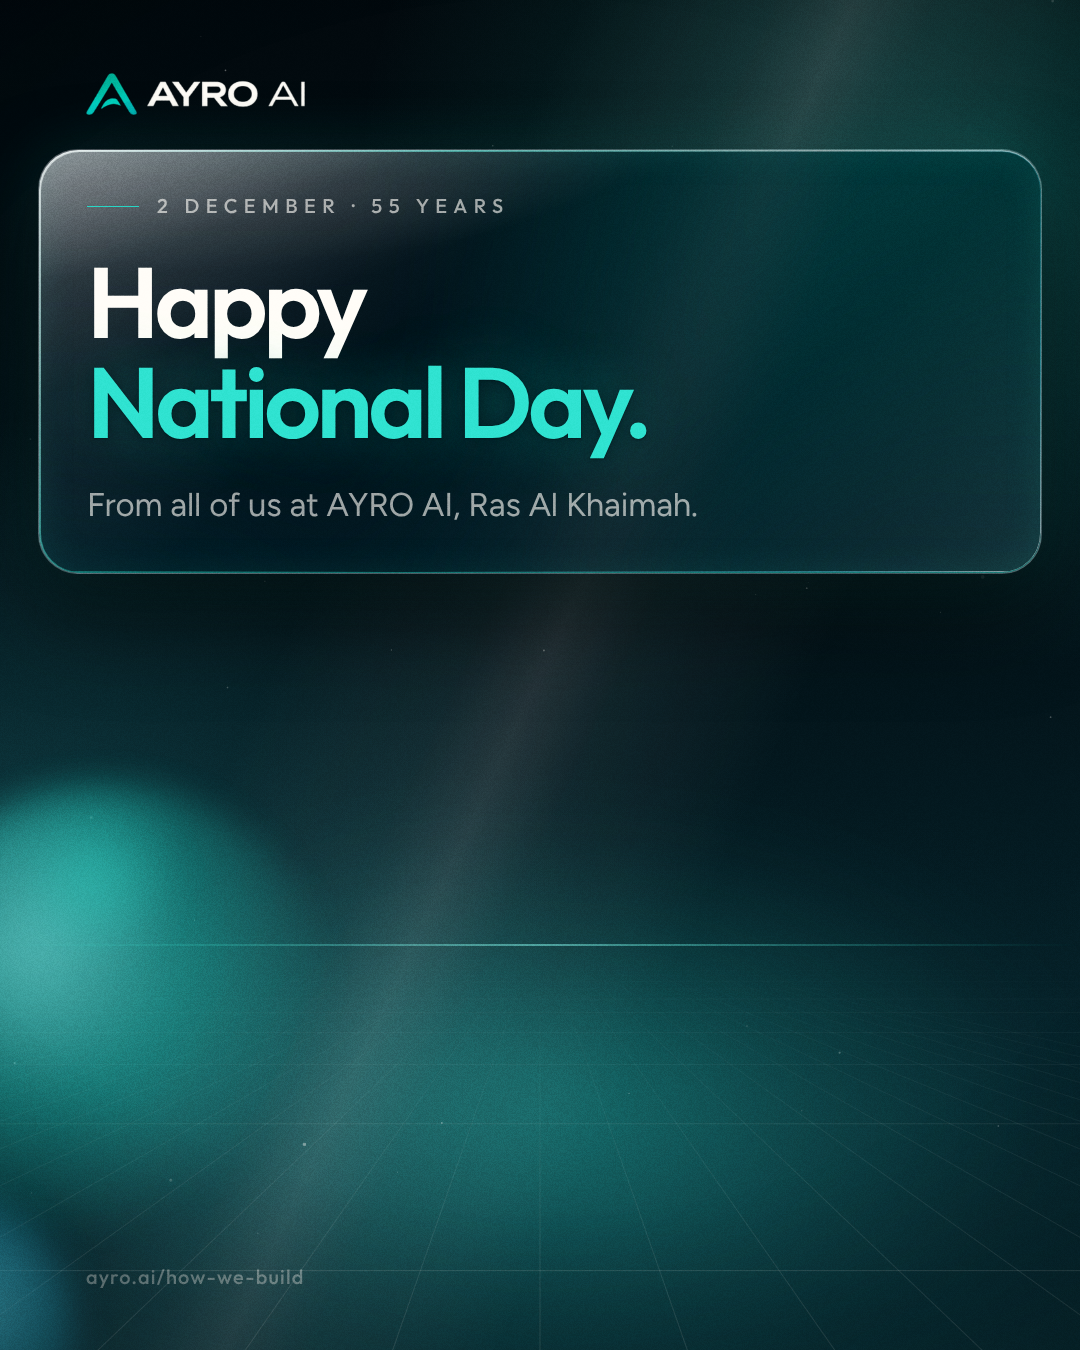 AYRO AI
2 DECEMBER · 55 YEARS
Happy
National Day.
From all of us at AYRO AI, Ras Al Khaimah.
ayro.ai/how-we-build